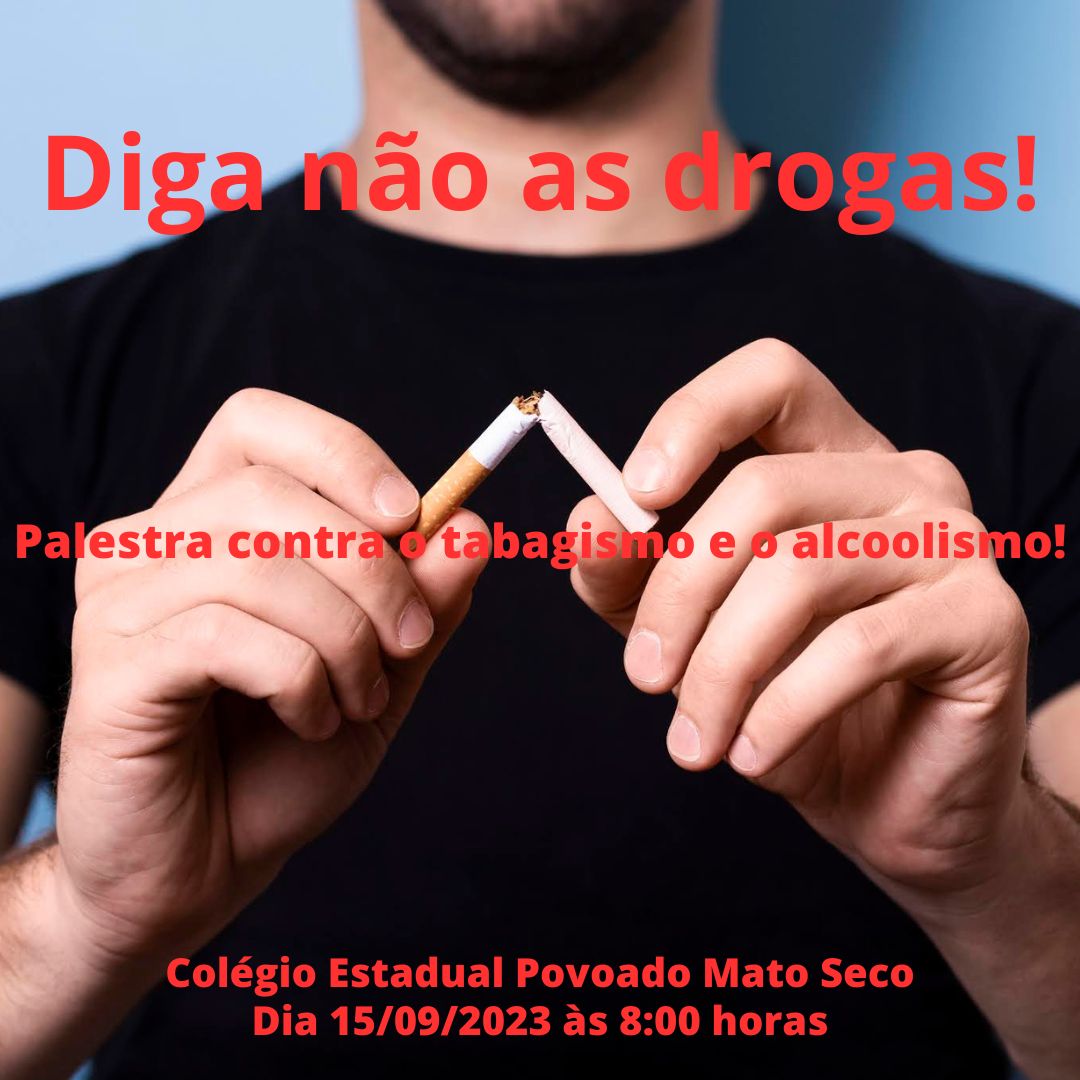 Diga não as drogas!
Palestra contra o tabagismo e o alcoolismo!
Colégio Estadual Povoado Mato Seco
Dia 15/09/2023 às 8:00 horas